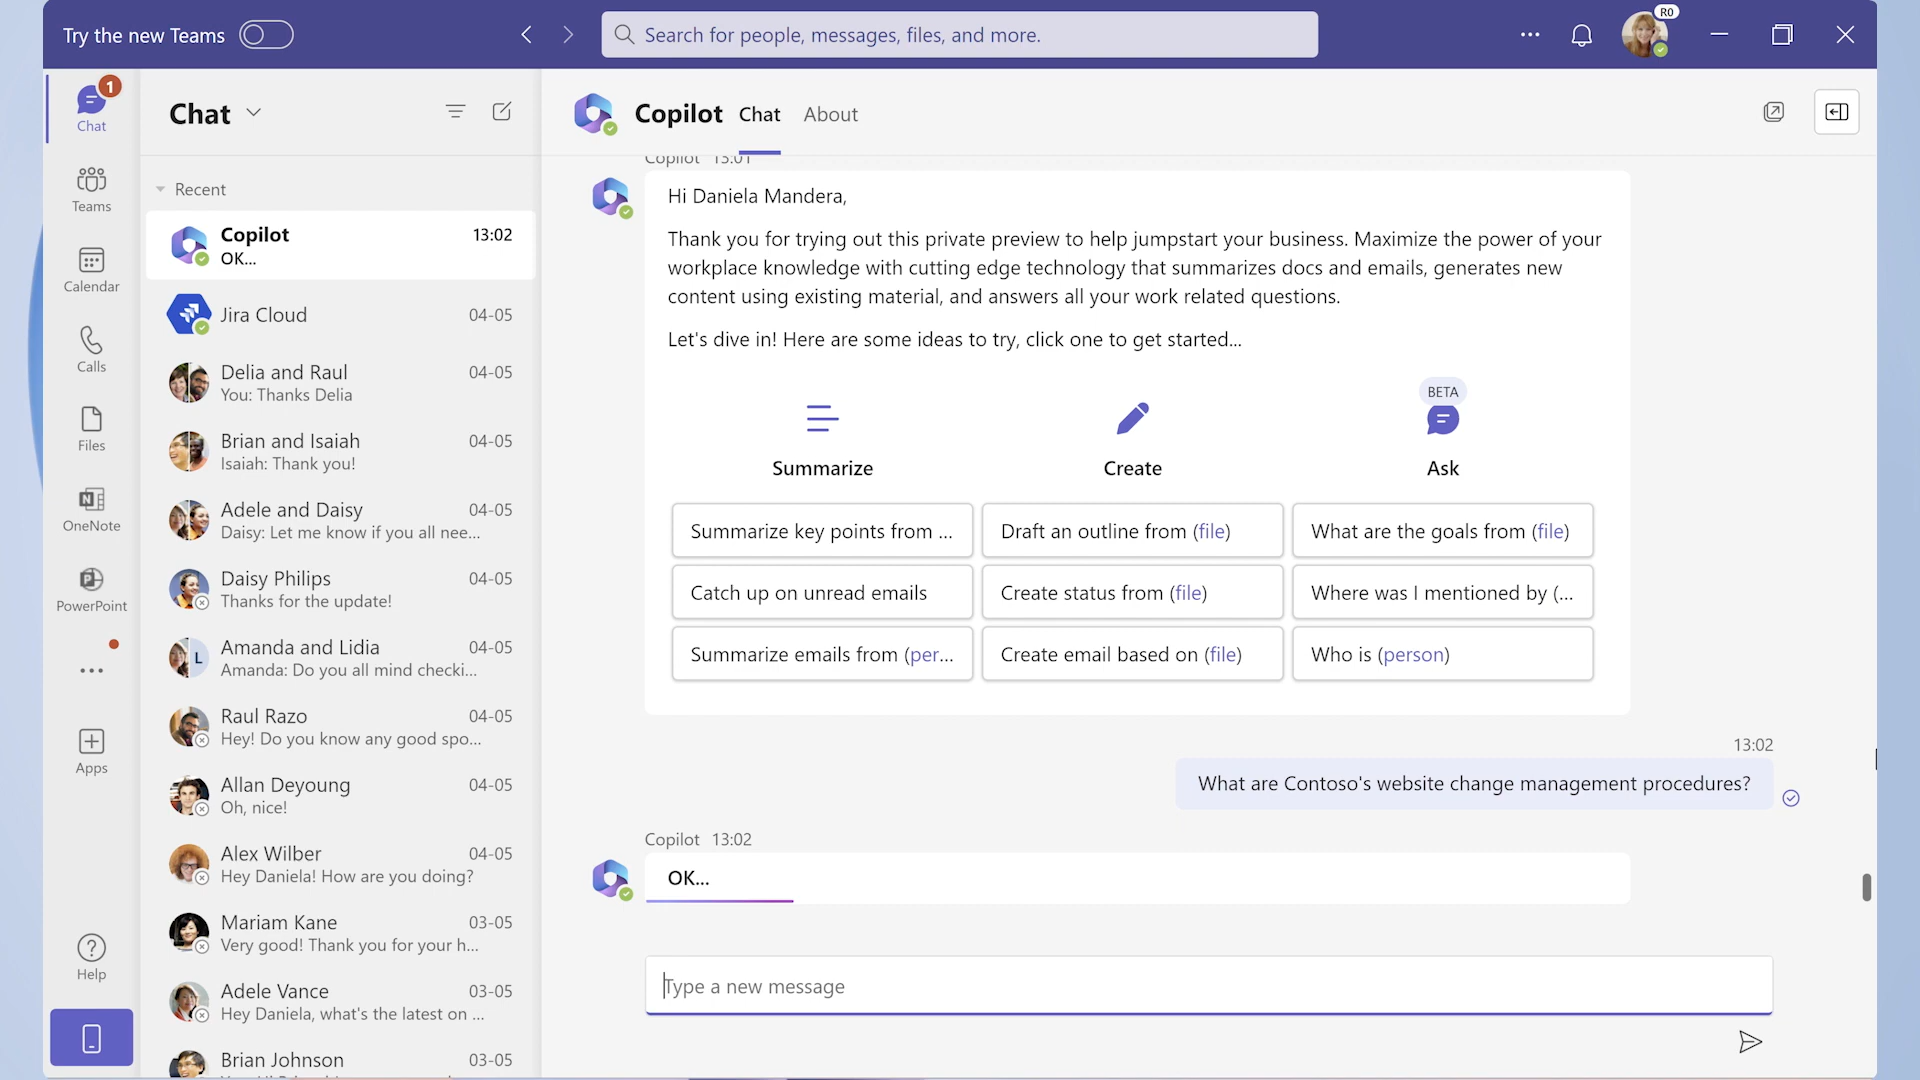 Try the new Teams
Search for people, messages, files, and more.
R0
1
Chat
Teams
Calendar
Calls
Files
OneNote
PowerPoint
Apps
Help
Chat
Recent
Copilot 13:02
OK...
Jira Cloud 04-05
Delia and Raul 04-05
You: Thanks Delia
Brian and Isaiah 04-05
Isaiah: Thank you!
Adele and Daisy 04-05
Daisy: Let me know if you all nee...
Daisy Philips 04-05
Thanks for the update!
L
Amanda and Lidia 04-05
Amanda: Do you all mind checki...
Raul Razo 04-05
Hey! Do you know any good spo...
Allan Deyoung 04-05
Oh, nice!
Alex Wilber 04-05
Hey Daniela! How are you doing?
Mariam Kane 03-05
Very good! Thank you for your h...
Adele Vance 03-05
Hey Daniela, what's the latest on ...
Brian Johnson 03-05
Copilot Chat About
Copilot 13:01
Hi Daniela Mandera,
Thank you for trying out this private preview to help jumpstart your business. Maximize the power of your
workplace knowledge with cutting edge technology that summarizes docs and emails, generates new
content using existing material, and answers all your work related questions.
Let's dive in! Here are some ideas to try, click one to get started...
BETA
Summarize Create Ask
Summarize key points from ... Draft an outline from (file) What are the goals from (file)
Catch up on unread emails Create status from (file) Where was I mentioned by (...
Summarize emails from (per... Create email based on (file) Who is (person)
13:02
What are Contoso's website change management procedures?
Copilot 13:02
OK...
Type a new message